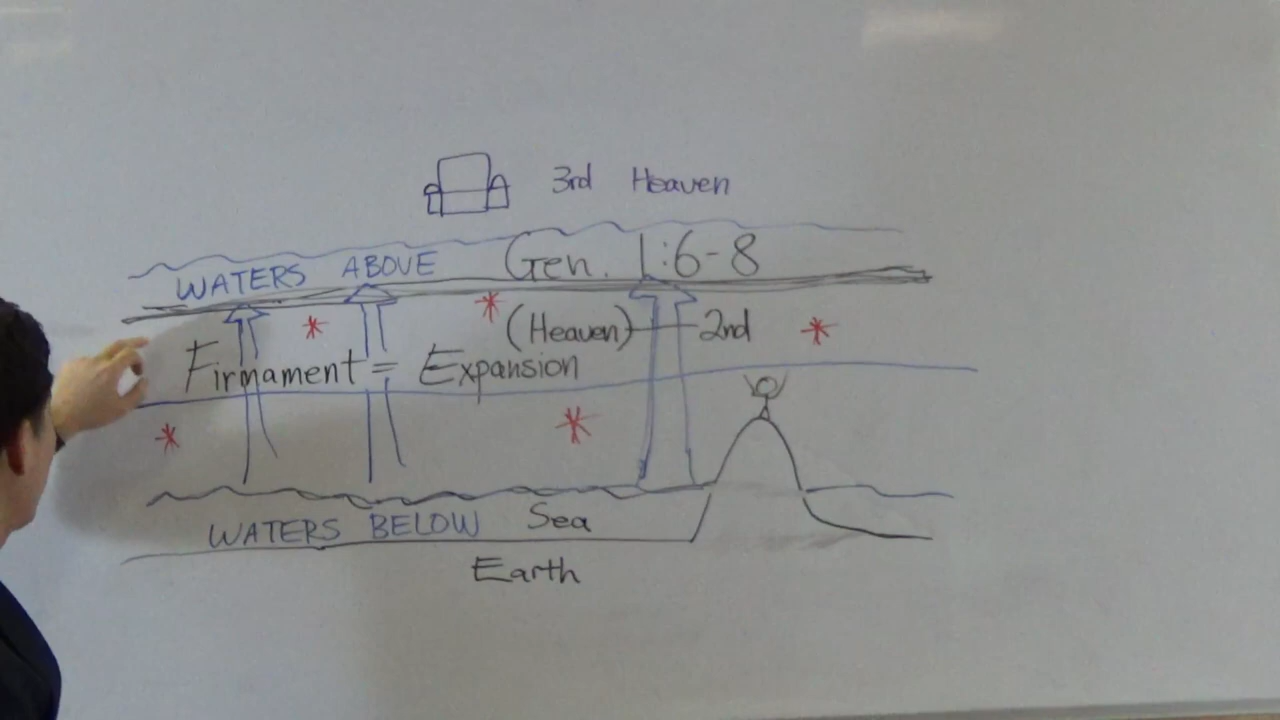 3rd Heaven
WATERS ABOVE Gen. 1:6-8
(Heaven) 2nd
Firmament = Expansion
WATERS BELOW Sea
Earth